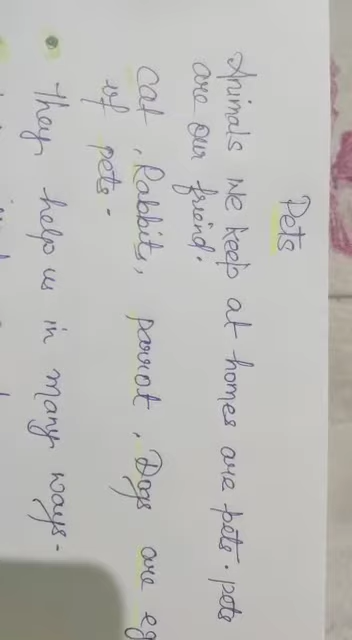 Pets
Animals we keep at homes are pets. pets
are our friend.
Cat, Rabbits, parrot, Dogs are eg
of pets.
• They help us in many ways.